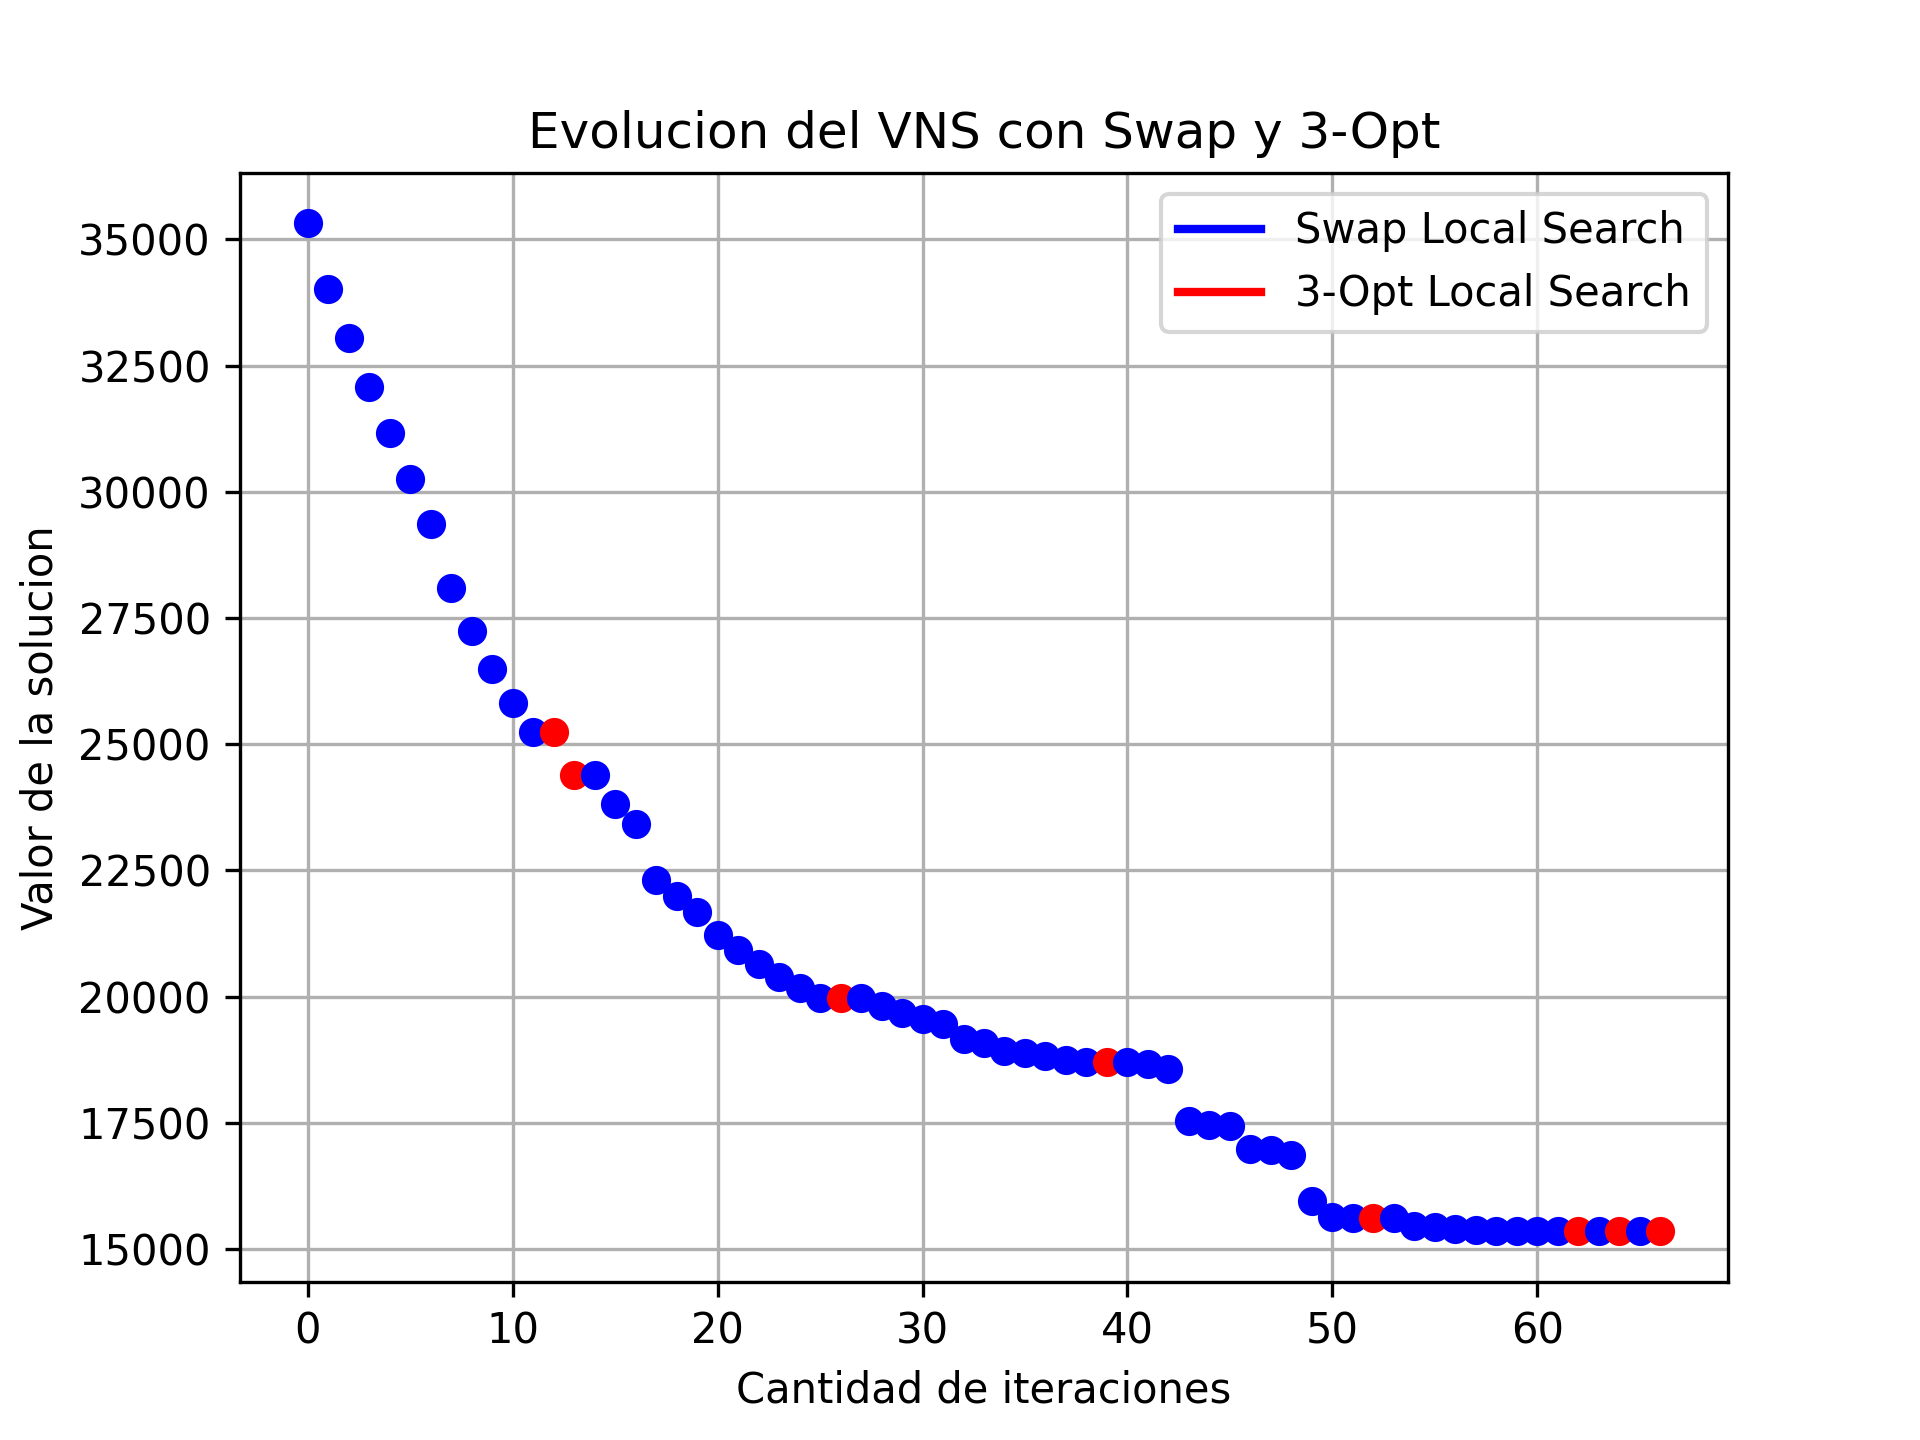 Evolucion del VNS con Swap y 3-Opt
Swap Local Search
3-Opt Local Search
Valor de la solucion
35000
32500
30000
27500
25000
22500
20000
17500
15000
0 10 20 30 40 50 60
Cantidad de iteraciones